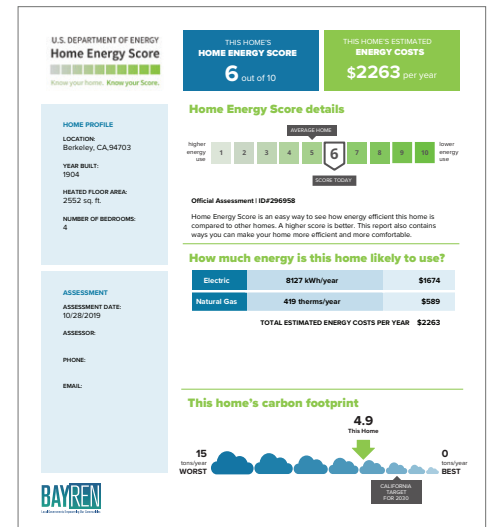 U.S. DEPARTMENT OF ENERGY
Home Energy Score
Know your home. Know your Score.
THIS HOME'S
HOME ENERGY SCORE
6 out of 10
THIS HOME'S ESTIMATED
ENERGY COSTS
$2263 per year
HOME PROFILE
LOCATION:
Berkeley, CA,94703
YEAR BUILT:
1904
HEATED FLOOR AREA:
2552 sq. ft.
NUMBER OF BEDROOMS:
4
ASSESSMENT
ASSESSMENT DATE:
10/28/2019
ASSESSOR:
PHONE:
EMAIL:
Home Energy Score details
AVERAGE HOME
higher
energy
use
1 2 3 4 5 6 7 8 9 10
lower
energy
use
SCORE TODAY
Official Assessment | ID#296958
Home Energy Score is an easy way to see how energy efficient this home is
compared to other homes. A higher score is better. This report also contains
ways you can make your home more efficient and more comfortable.
How much energy is this home likely to use?
Electric 8127 kWh/year $1674
Natural Gas 419 therms/year $589
TOTAL ESTIMATED ENERGY COSTS PER YEAR $2263
This home's carbon footprint
4.9
This Home
15
tons/year
WORST
0
tons/year
BEST
CALIFORNIA
TARGET
FOR 2030
BAYREN